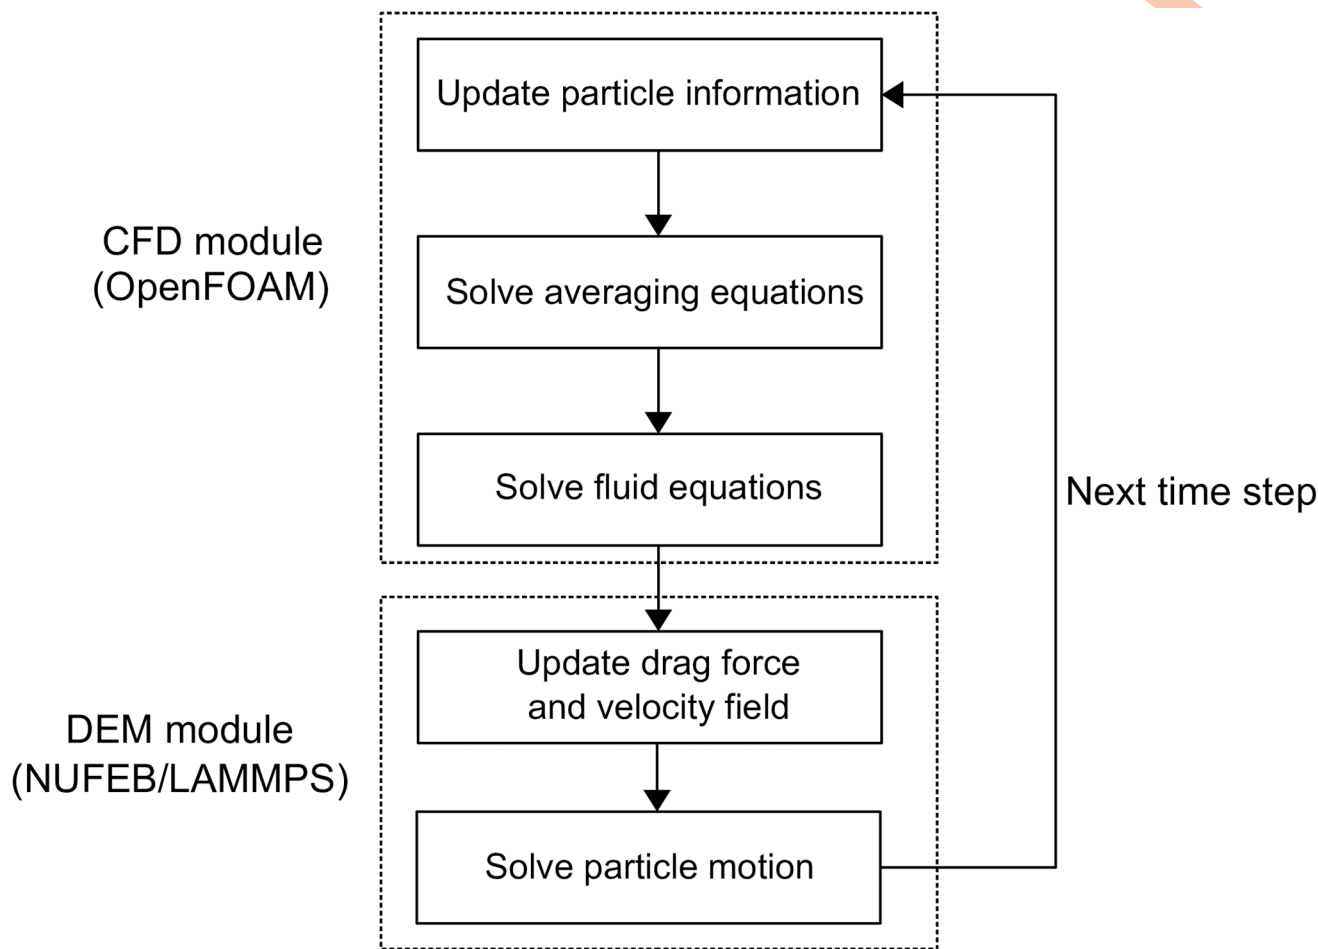 Update particle information
CFD module
(OpenFOAM)
Solve averaging equations
Solve fluid equations
Next time step
Update drag force
and velocity field
DEM module
(NUFEB/LAMMPS)
Solve particle motion